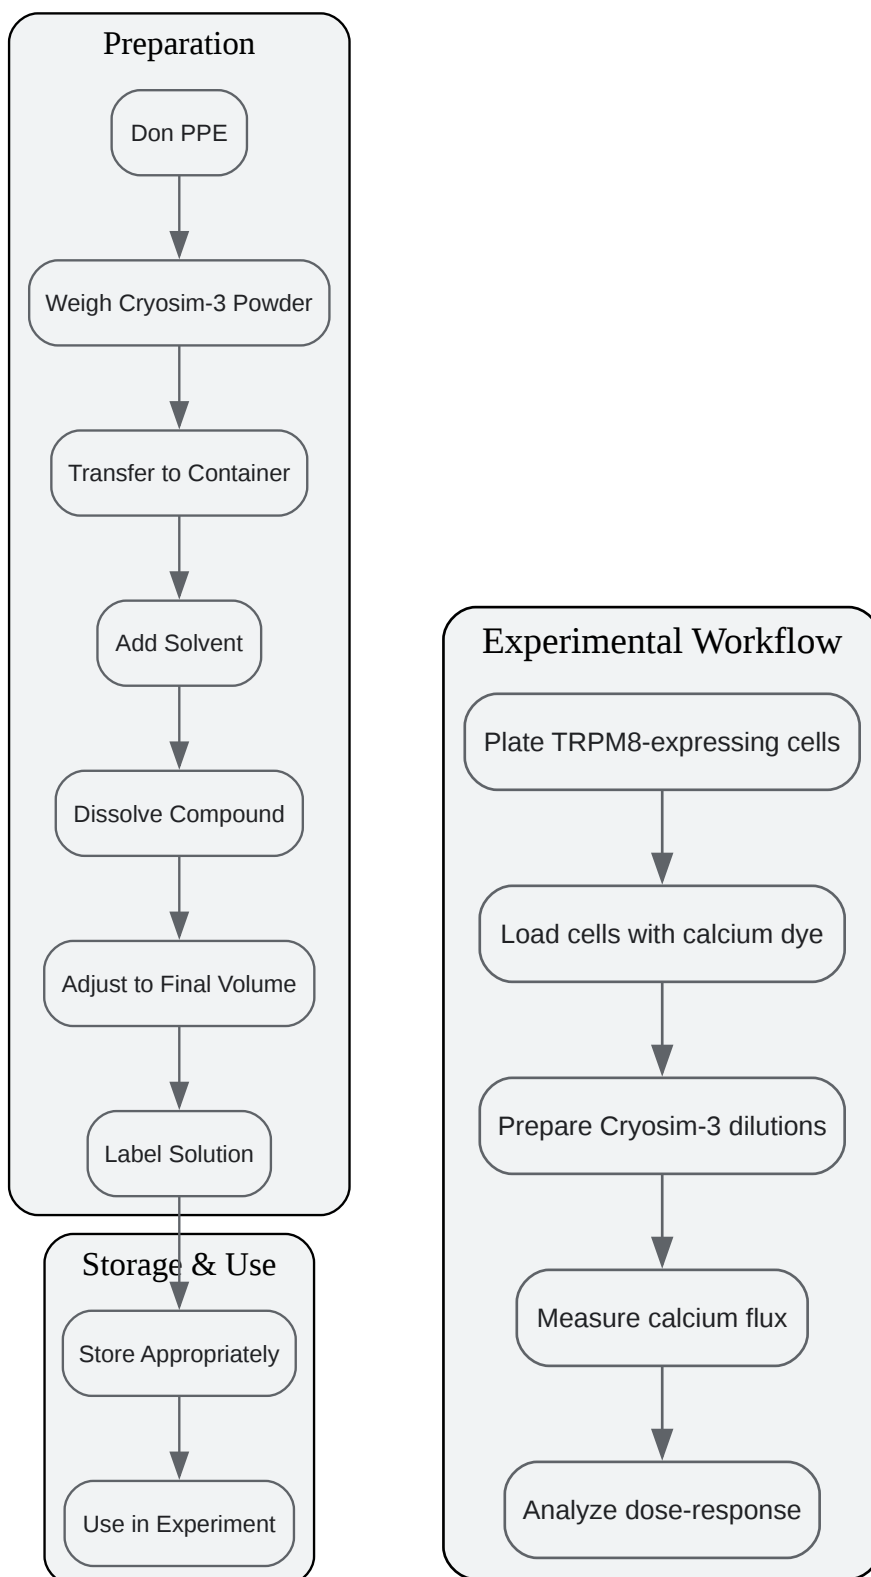 Preparation
Don PPE
Weigh Cryosim-3 Powder
Transfer to Container
Add Solvent
Dissolve Compound
Adjust to Final Volume
Label Solution
Storage & Use
Store Appropriately
Use in Experiment
Experimental Workflow
Plate TRPM8-expressing cells
Load cells with calcium dye
Prepare Cryosim-3 dilutions
Measure calcium flux
Analyze dose-response